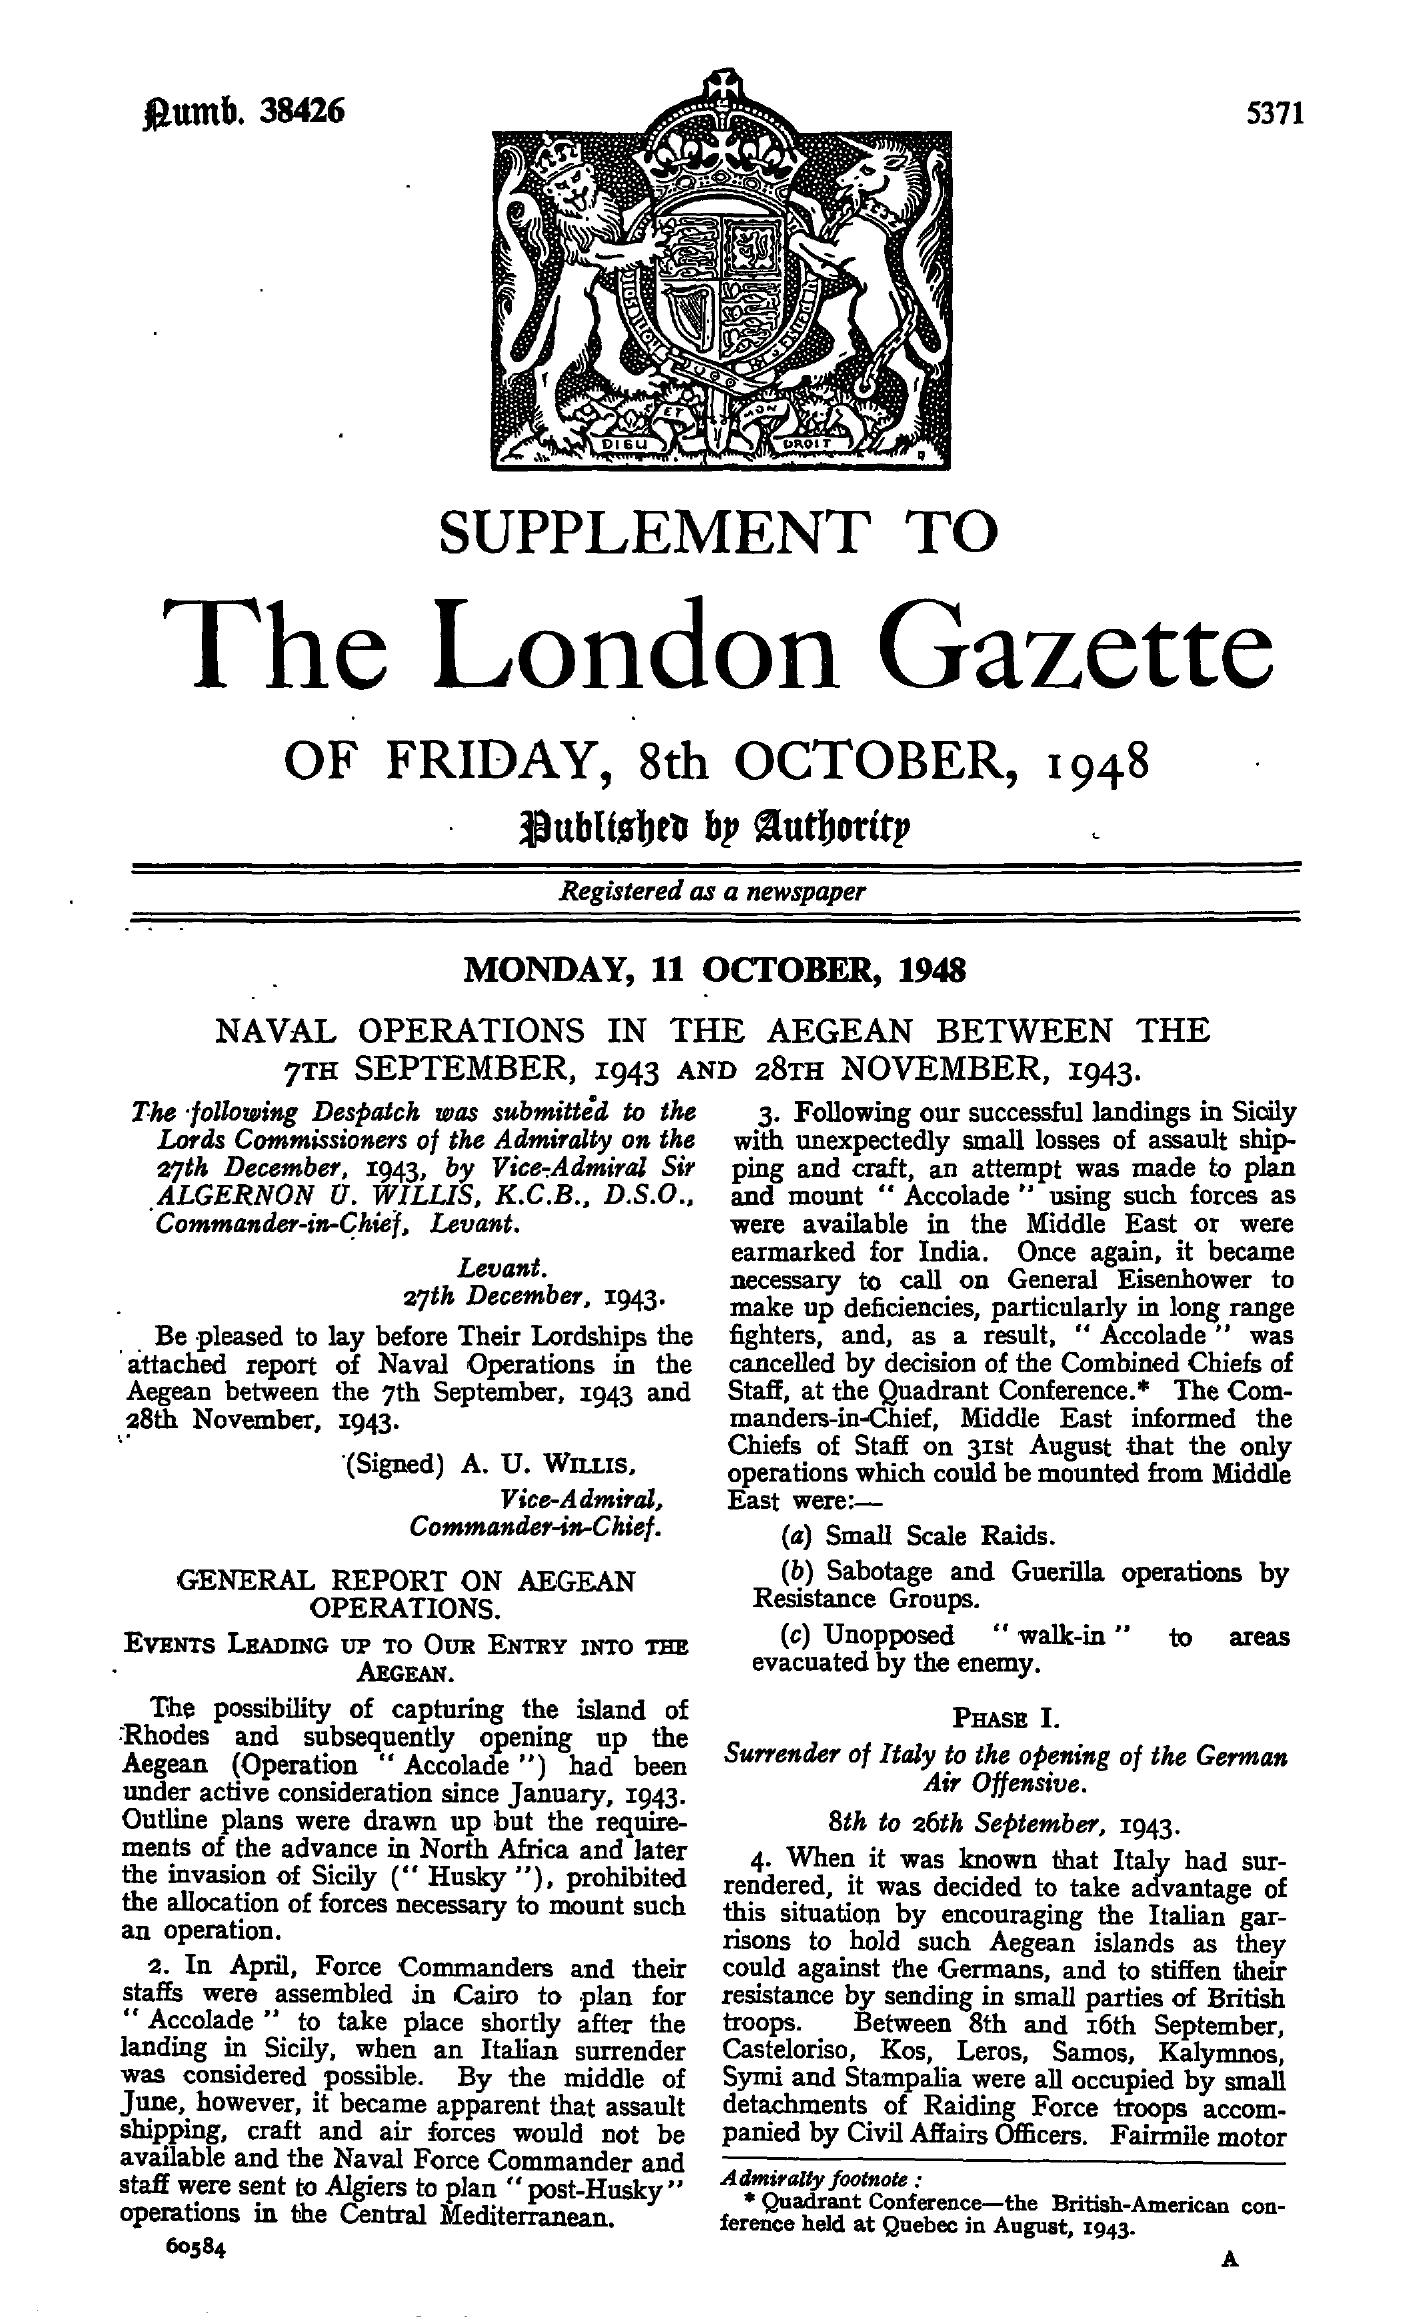 Numb. 38426
5371
DIEU ET MON DROIT
SUPPLEMENT TO
The London Gazette
OF FRIDAY, 8th OCTOBER, 1948
Published by Authority
Registered as a newspaper
MONDAY, 11 OCTOBER, 1948
NAVAL OPERATIONS IN THE AEGEAN BETWEEN THE
7TH SEPTEMBER, 1943 AND 28TH NOVEMBER, 1943.
The following Despatch was submitted to the
Lords Commissioners of the Admiralty on the
27th December, 1943, by Vice-Admiral Sir
ALGERNON U. WILLIS, K.C.B., D.S.O.,
Commander-in-Chief, Levant.
Levant.
27th December, 1943.
Be pleased to lay before Their Lordships the
attached report of Naval Operations in the
Aegean between the 7th September, 1943 and
28th November, 1943.
(Signed) A. U. WILLIS,
Vice-Admiral,
Commander-in-Chief.
GENERAL REPORT ON AEGEAN
OPERATIONS.
EVENTS LEADING UP TO OUR ENTRY INTO THE
AEGEAN.
The possibility of capturing the island of
Rhodes and subsequently opening up the
Aegean (Operation "Accolade") had been
under active consideration since January, 1943.
Outline plans were drawn up but the require-
ments of the advance in North Africa and later
the invasion of Sicily ("Husky"), prohibited
the allocation of forces necessary to mount such
an operation.
2. In April, Force Commanders and their
staffs were assembled in Cairo to plan for
"Accolade" to take place shortly after the
landing in Sicily, when an Italian surrender
was considered possible. By the middle of
June, however, it became apparent that assault
shipping, craft and air forces would not be
available and the Naval Force Commander and
staff were sent to Algiers to plan "post-Husky"
operations in the Central Mediterranean.
60584
3. Following our successful landings in Sicily
with unexpectedly small losses of assault ship-
ping and craft, an attempt was made to plan
and mount "Accolade" using such forces as
were available in the Middle East or were
earmarked for India. Once again, it became
necessary to call on General Eisenhower to
make up deficiencies, particularly in long range
fighters, and, as a result, "Accolade" was
cancelled by decision of the Combined Chiefs of
Staff, at the Quadrant Conference.* The Com-
manders-in-Chief, Middle East informed the
Chiefs of Staff on 31st August that the only
operations which could be mounted from Middle
East were:—
(a) Small Scale Raids.
(b) Sabotage and Guerilla operations by
Resistance Groups.
(c) Unopposed "walk-in" to areas
evacuated by the enemy.
PHASE I.
Surrender of Italy to the opening of the German
Air Offensive.
8th to 26th September, 1943.
4. When it was known that Italy had sur-
rendered, it was decided to take advantage of
this situation by encouraging the Italian gar-
risons to hold such Aegean islands as they
could against the Germans, and to stiffen their
resistance by sending in small parties of British
troops. Between 8th and 16th September,
Casteloriso, Kos, Leros, Samos, Kalymnos,
Symi and Stampalia were all occupied by small
detachments of Raiding Force troops accom-
panied by Civil Affairs Officers. Fairmile motor
Admiralty footnote:
* Quadrant Conference—the British-American con-
ference held at Quebec in August, 1943.
A